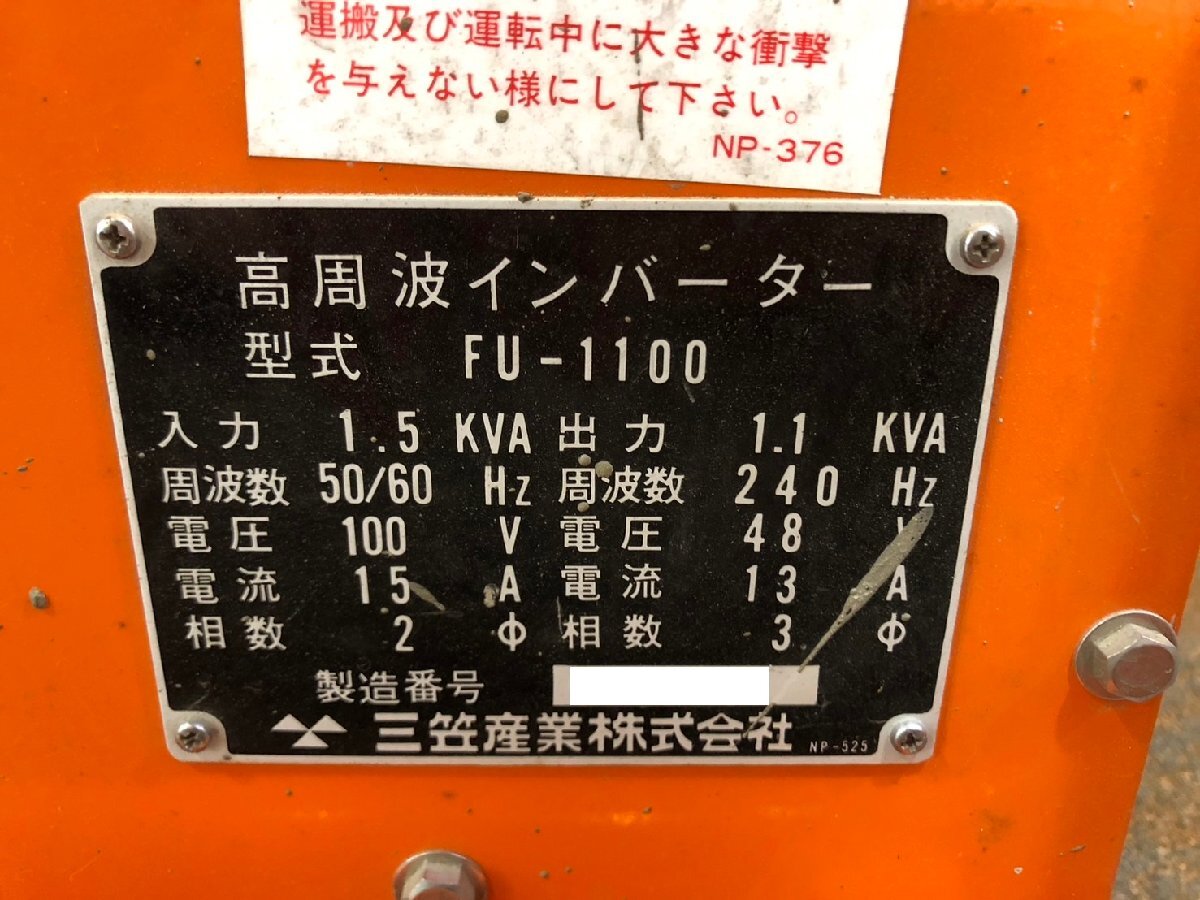 運搬及び運転中に大きな衝撃
を与えない様にして下さい。
NP-376
高周波インバーター
型式 FU-1100
入力 1.5 KVA 出力 1.1 KVA
周波数 50/60 Hz 周波数 240 Hz
電圧 100 V 電圧 48 V
電流 15 A 電流 13 A
相数 2 Φ 相数 3 Φ
製造番号
三笠産業株式会社 NP-525